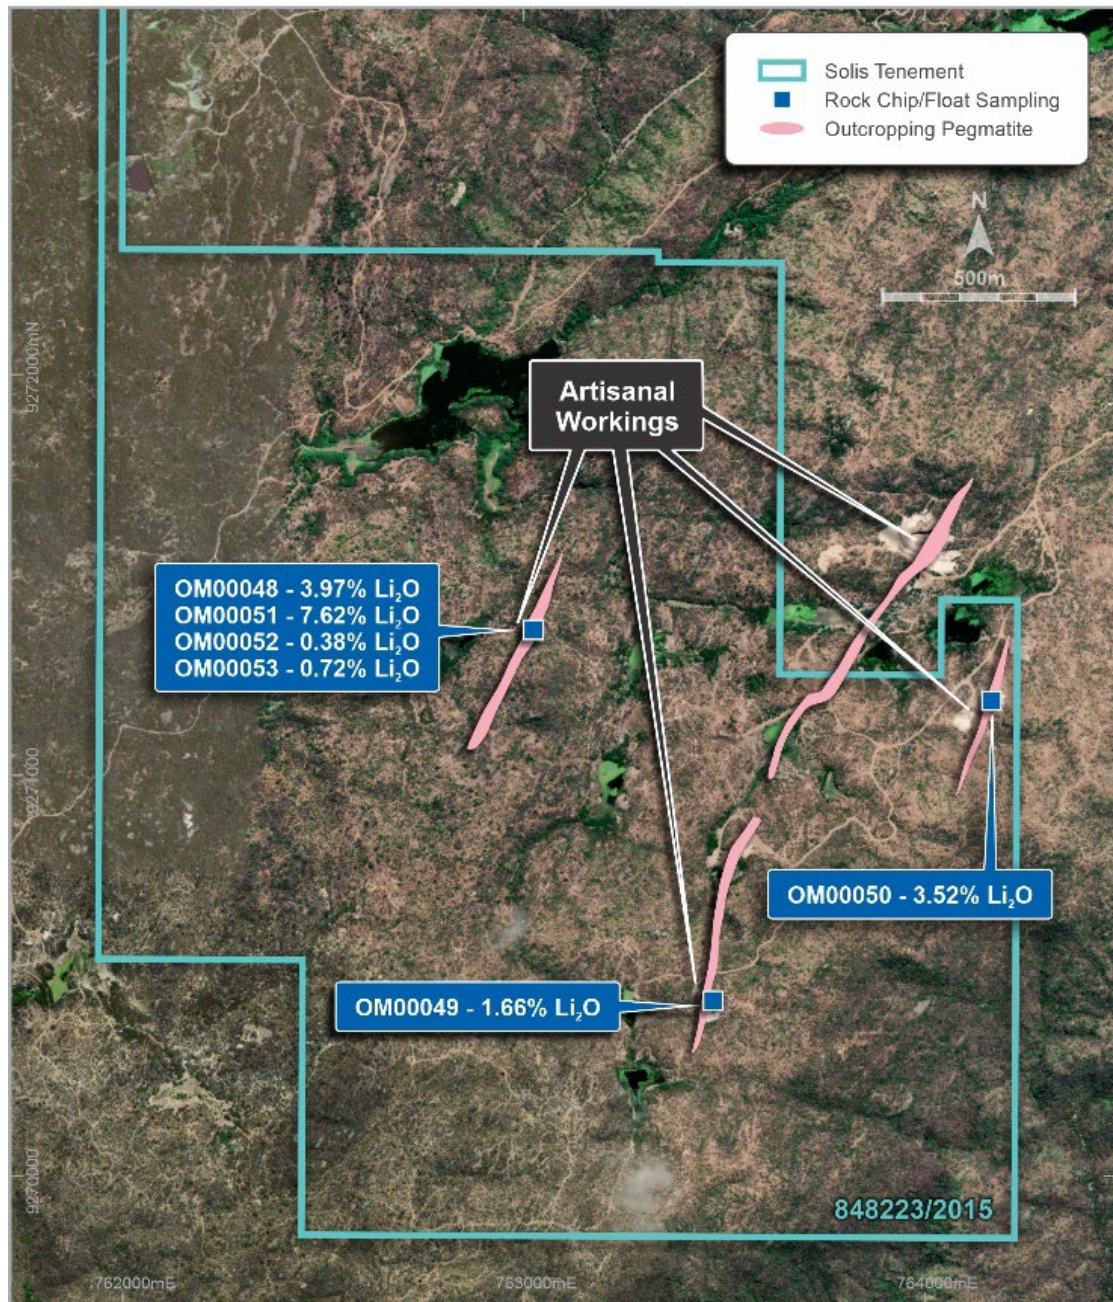 Solis Tenement
Rock Chip/Float Sampling
Outcropping Pegmatite
N
500m
9272000mN
Artisanal
Workings
OM00048 - 3.97% Li₂O
OM00051 - 7.62% Li₂O
OM00052 - 0.38% Li₂O
OM00053 - 0.72% Li₂O
9271000
OM00050 - 3.52% Li₂O
OM00049 - 1.66% Li₂O
9270000
848223/2015
762000mE
763000mE
764000mE